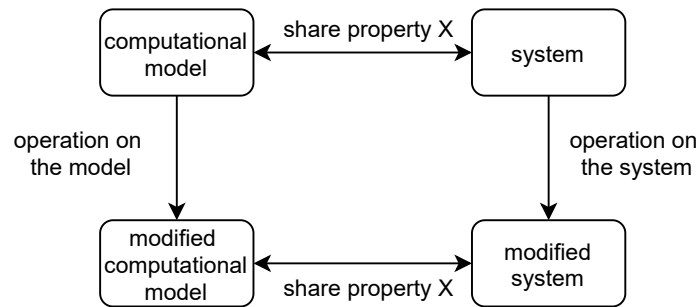 computational
model
share property X
system
operation on
the model
operation on
the system
modified
computational
model
share property X
modified
system